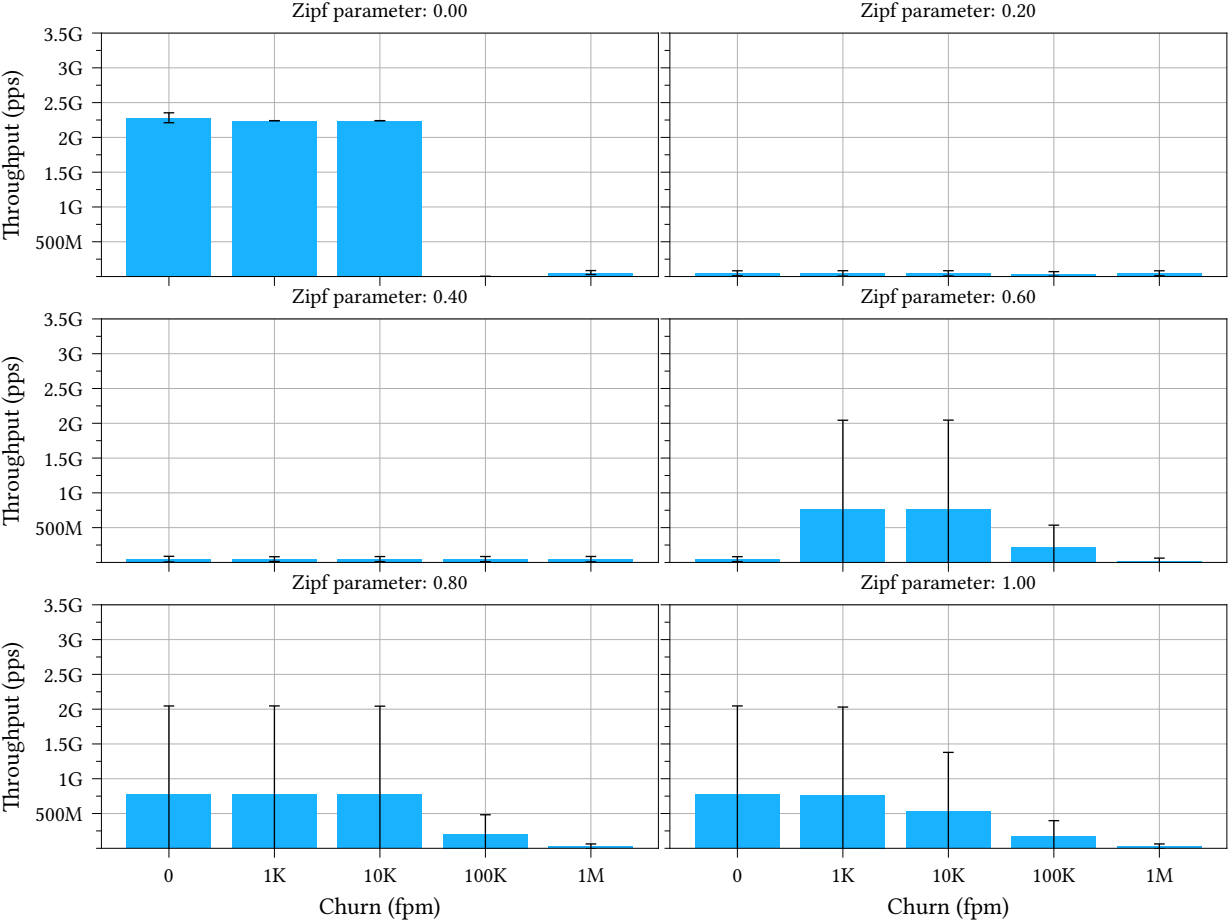 Zipf parameter: 0.00
Zipf parameter: 0.20
Throughput (pps)
3.5G
3G
2.5G
2G
1.5G
1G
500M
Zipf parameter: 0.40
Zipf parameter: 0.60
Throughput (pps)
3.5G
3G
2.5G
2G
1.5G
1G
500M
Zipf parameter: 0.80
Zipf parameter: 1.00
Throughput (pps)
3.5G
3G
2.5G
2G
1.5G
1G
500M
0 1K 10K 100K 1M
0 1K 10K 100K 1M
Churn (fpm)
Churn (fpm)